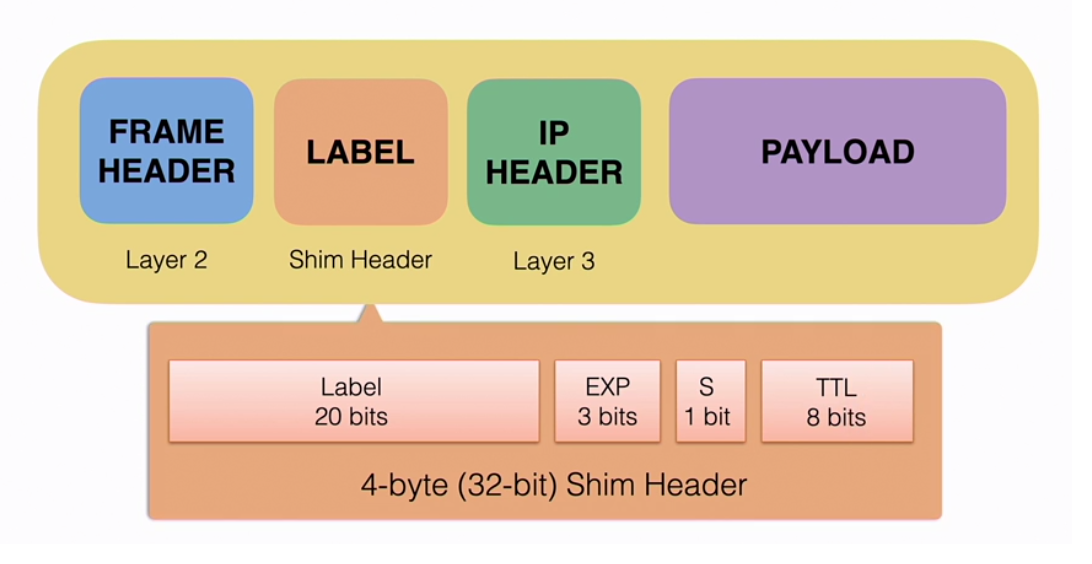 FRAME
HEADER
LABEL
IP
HEADER
PAYLOAD
Layer 2
Shim Header
Layer 3
Label
20 bits
EXP
3 bits
S
1 bit
TTL
8 bits
4-byte (32-bit) Shim Header